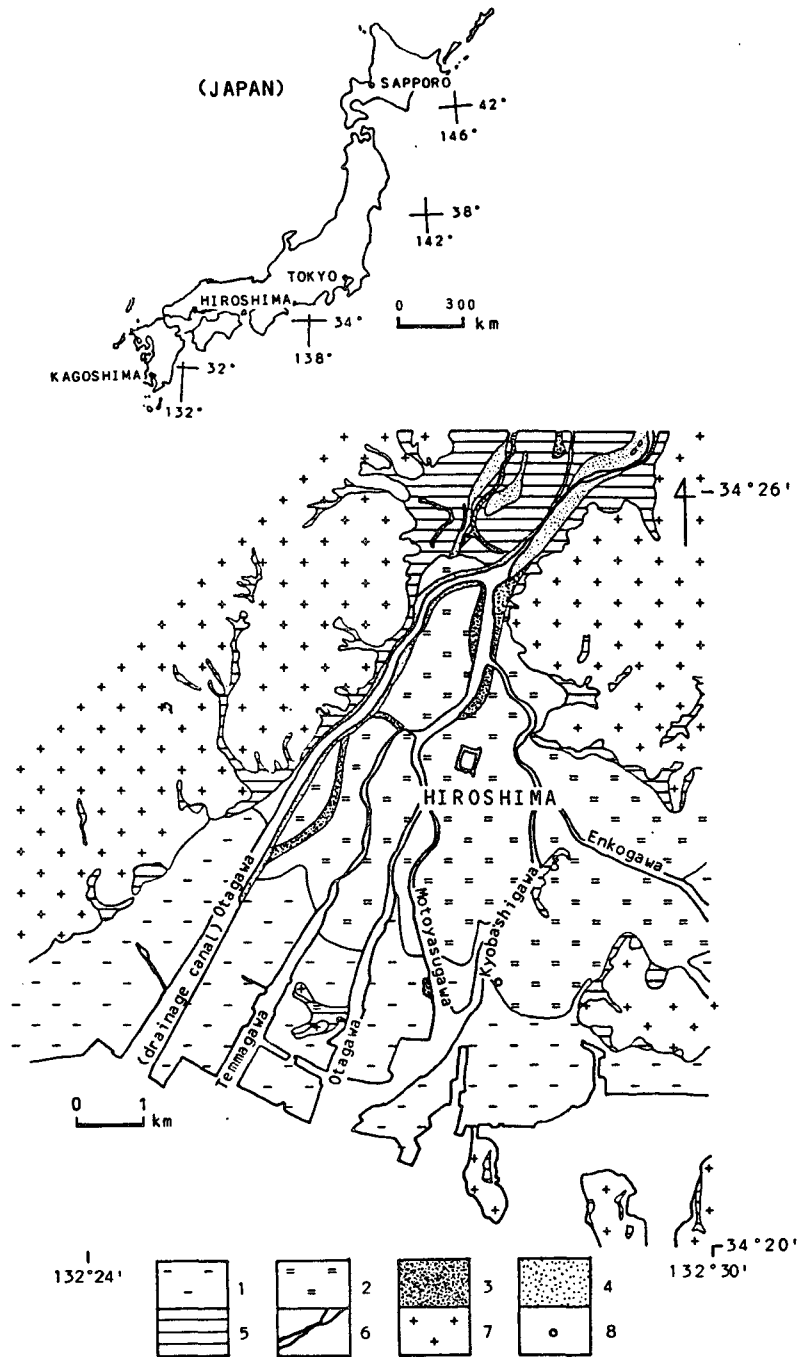 (JAPAN)
SAPPORO
42°
146°
38°
142°
TOKYO
HIROSHIMA
0 300
km
34°
138°
KAGOSHIMA
32°
132°
34°26'
HIROSHIMA
Enkogawa
Kyobashigawa
Motoyasugawa
(drainage canal) Otagawa
Temmagawa
Otagawa
0 1
km
34°20'
132°24'
132°30'
1 2 3 4
5 6 7 8